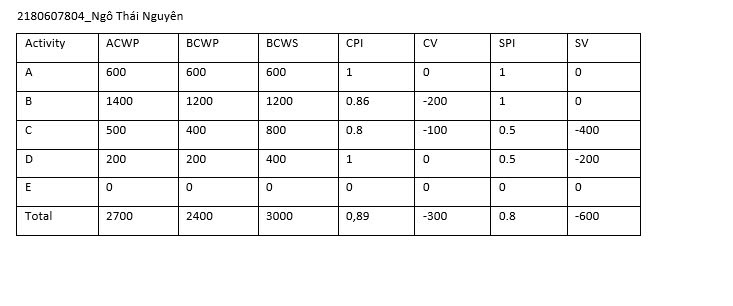 2180607804_Ngô Thái Nguyên
Activity ACWP BCWP BCWS CPI CV SPI SV
A 600 600 600 1 0 1 0
B 1400 1200 1200 0.86 -200 1 0
C 500 400 800 0.8 -100 0.5 -400
D 200 200 400 1 0 0.5 -200
E 0 0 0 0 0 0 0
Total 2700 2400 3000 0,89 -300 0.8 -600